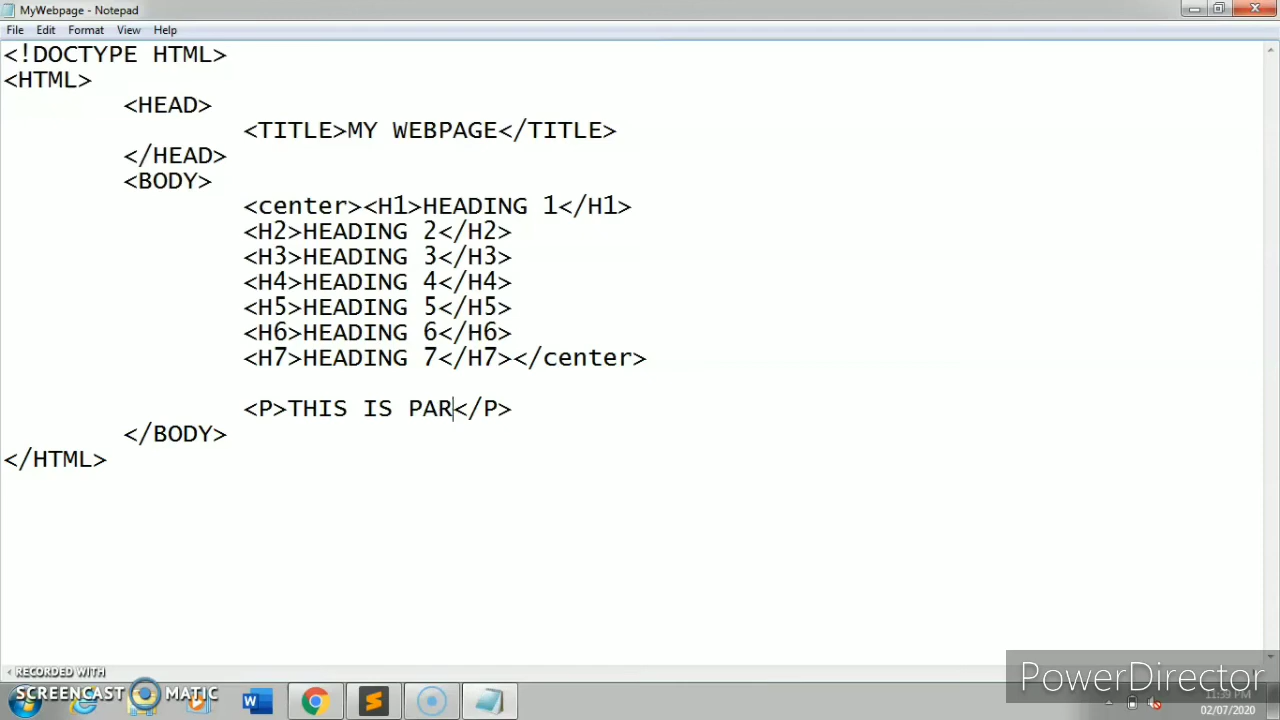 MyWebpage - Notepad
File Edit Format View Help
<!DOCTYPE HTML>
<HTML>
<HEAD>
<TITLE>MY WEBPAGE</TITLE>
</HEAD>
<BODY>
<center><H1>HEADING 1</H1>
<H2>HEADING 2</H2>
<H3>HEADING 3</H3>
<H4>HEADING 4</H4>
<H5>HEADING 5</H5>
<H6>HEADING 6</H6>
<H7>HEADING 7</H7></center>
<P>THIS IS PAR</P>
</BODY>
</HTML>
RECORDED WITH
SCREENCAST MATIC
PowerDirector
11:39 PM
02/07/2020